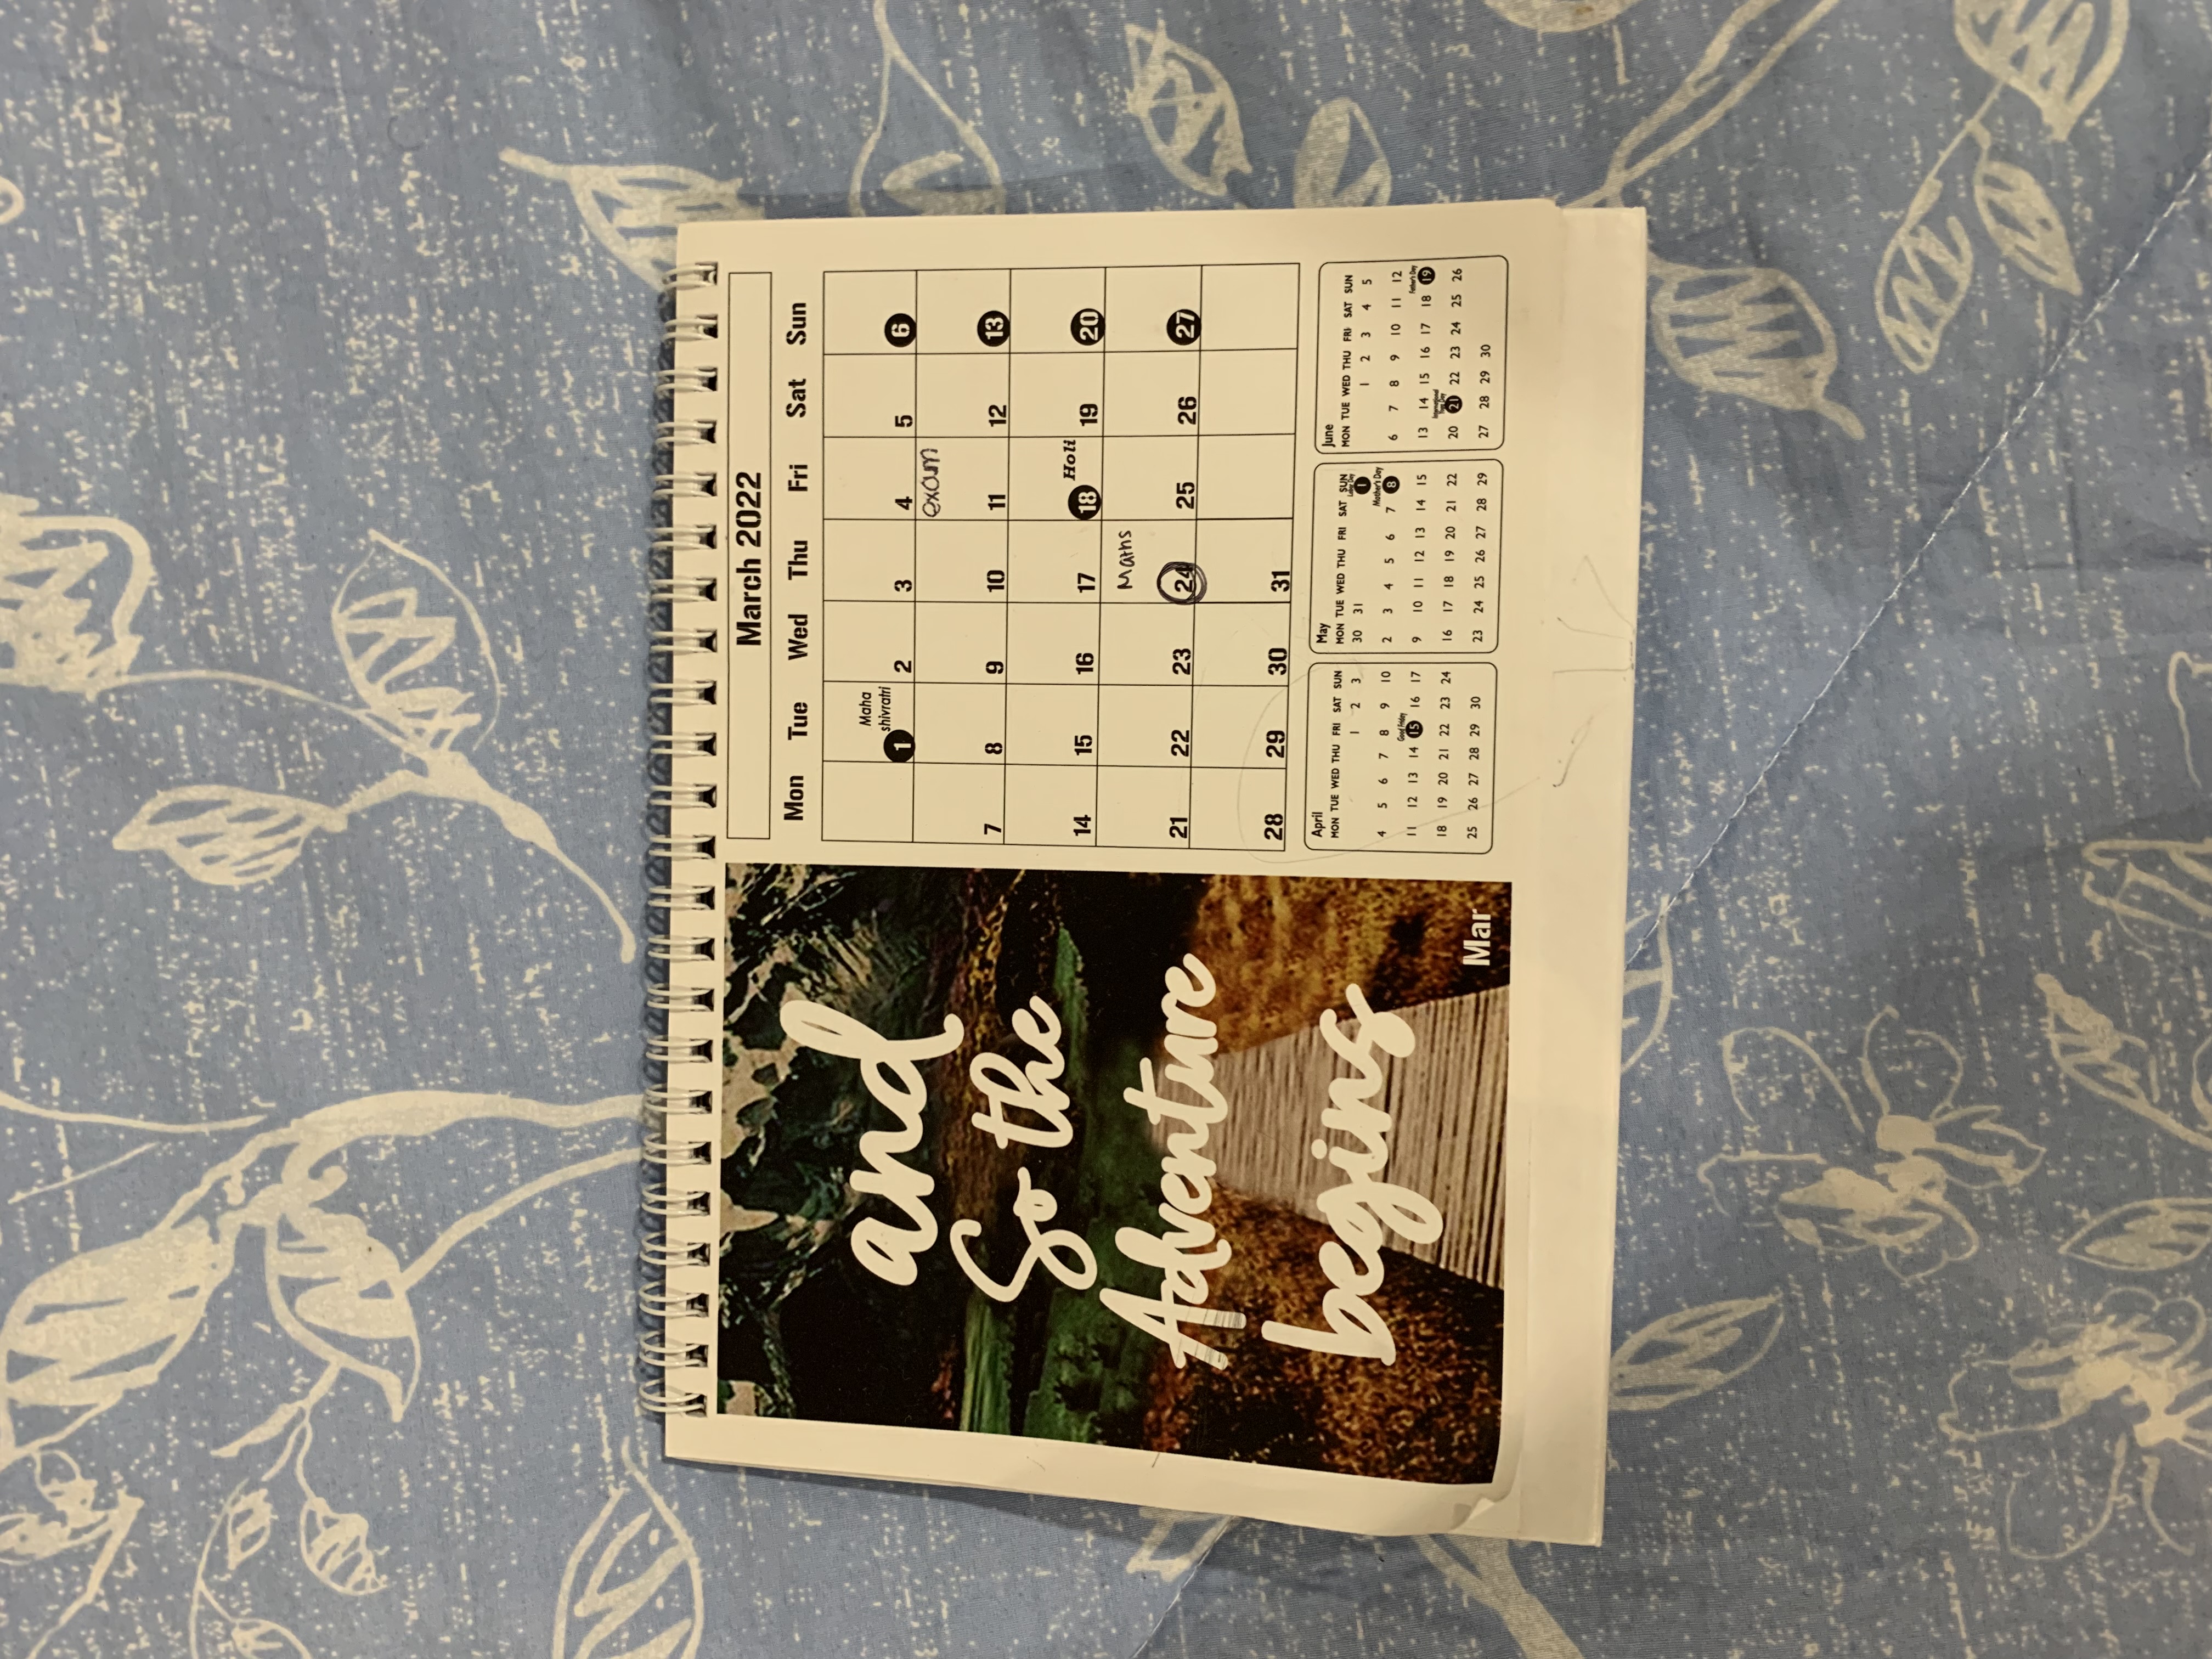 and
So the
Adventure
begins
Mar
March 2022
Mon Tue Wed Thu Fri Sat Sun
Maha
shivratri
1 2 3 4 5 6
exam
7 8 9 10 11 12 13
Holi
14 15 16 17 18 19 20
Maths
21 22 23 24 25 26 27
28 29 30 31
April
MON TUE WED THU FRI SAT SUN
1 2 3
4 5 6 7 8 9 10
Good Friday
11 12 13 14 15 16 17
18 19 20 21 22 23 24
25 26 27 28 29 30
May
MON TUE WED THU FRI SAT SUN
Labor Day
30 31 1
Mother's Day
2 3 4 5 6 7 8
9 10 11 12 13 14 15
16 17 18 19 20 21 22
23 24 25 26 27 28 29
June
MON TUE WED THU FRI SAT SUN
1 2 3 4 5
6 7 8 9 10 11 12
Father's Day
13 14 15 16 17 18 19
International
Yoga Day
20 21 22 23 24 25 26
27 28 29 30